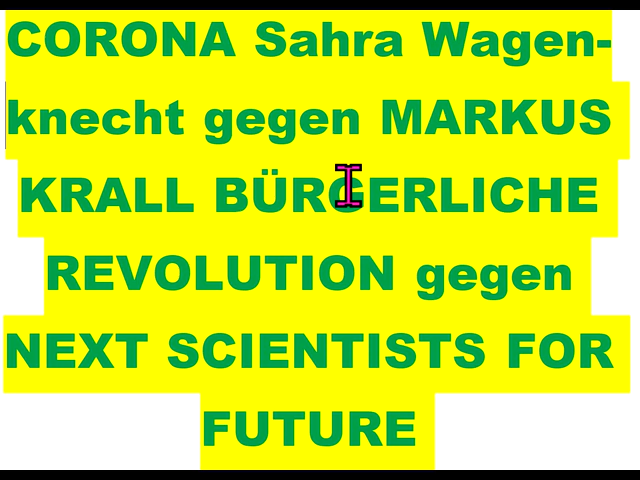 CORONA Sahra Wagen-
knecht gegen MARKUS
KRALL BÜRGERLICHE
REVOLUTION gegen
NEXT SCIENTISTS FOR
FUTURE